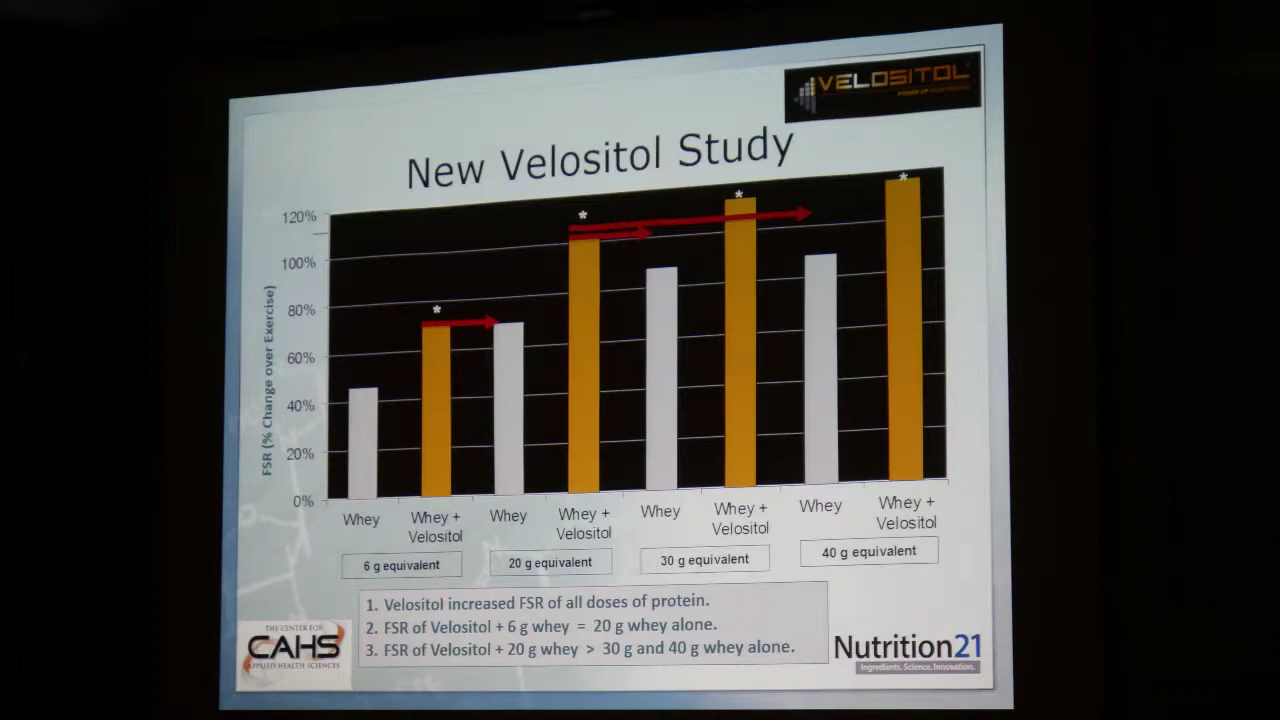 VELOSITOL
New Velositol Study
120%
100%
80%
60%
40%
20%
0%
FSR (% Change over Exercise)
*
*
*
*
Whey
Whey +
Velositol
Whey
Whey +
Velositol
Whey
Whey +
Velositol
Whey
Whey +
Velositol
6 g equivalent
20 g equivalent
30 g equivalent
40 g equivalent
1. Velositol increased FSR of all doses of protein.
2. FSR of Velositol + 6 g whey = 20 g whey alone.
3. FSR of Velositol + 20 g whey > 30 g and 40 g whey alone.
THE CENTER FOR
CAHS
APPLIED HEALTH SCIENCES
Nutrition21
Ingredients. Science. Innovation.